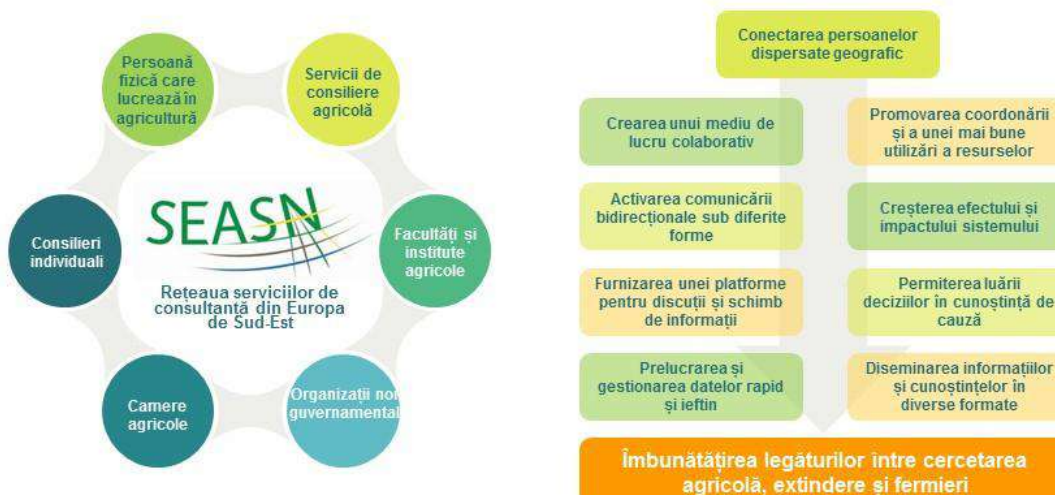 Persoană
fizică care
lucrează în
agricultură
Servicii de
consiliere
agricolă
Consilieri
individuali
SEASN
Rețeaua serviciilor de
consultanță din Europa
de Sud-Est
Facultăți și
institute
agricole
Camere
agricole
Organizații non
guvernamental
Conectarea persoanelor
dispersate geografic
Crearea unui mediu de
lucru colaborativ
Promovarea coordonării
și a unei mai bune
utilizări a resurselor
Activarea comunicării
bidirecționale sub diferite
forme
Creșterea efectului și
impactului sistemului
Furnizarea unei platforme
pentru discuții și schimb
de informații
Permiterea luării
deciziilor în cunoștință de
cauză
Prelucrarea și
gestionarea datelor rapid
și ieftin
Diseminarea informațiilor
și cunoștințelor în
diverse formate
Îmbunătățirea legăturilor între cercetarea
agricolă, extindere și fermieri